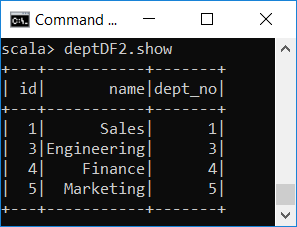 Command ...
scala> deptDF2.show
+---+-----------+-------+
| id|       name|dept_no|
+---+-----------+-------+
|  1|      Sales|      1|
|  3|Engineering|      3|
|  4|    Finance|      4|
|  5|  Marketing|      5|
+---+-----------+-------+